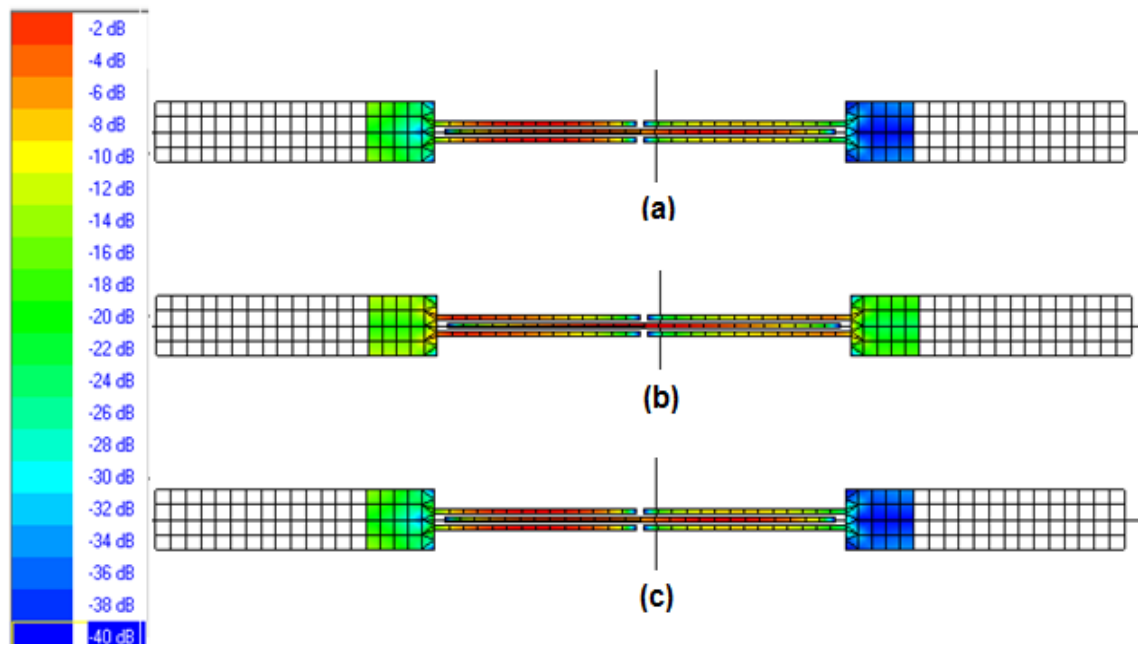 -2 dB
-4 dB
-6 dB
-8 dB
-10 dB
-12 dB
-14 dB
-16 dB
-18 dB
-20 dB
-22 dB
-24 dB
-26 dB
-28 dB
-30 dB
-32 dB
-34 dB
-36 dB
-38 dB
-40 dB
(a)
(b)
(c)